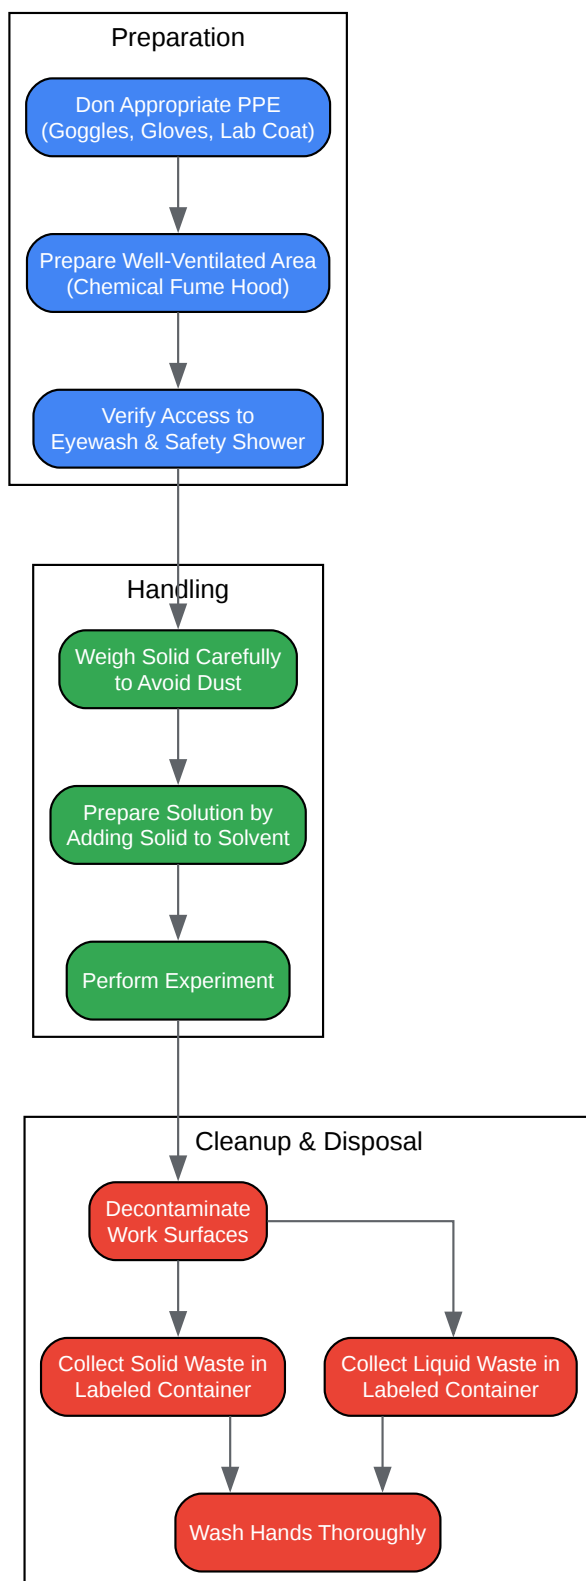 Preparation
Don Appropriate PPE
(Goggles, Gloves, Lab Coat)
Prepare Well-Ventilated Area
(Chemical Fume Hood)
Verify Access to
Eyewash & Safety Shower
Handling
Weigh Solid Carefully
to Avoid Dust
Prepare Solution by
Adding Solid to Solvent
Perform Experiment
Cleanup & Disposal
Decontaminate
Work Surfaces
Collect Solid Waste in
Labeled Container
Collect Liquid Waste in
Labeled Container
Wash Hands Thoroughly